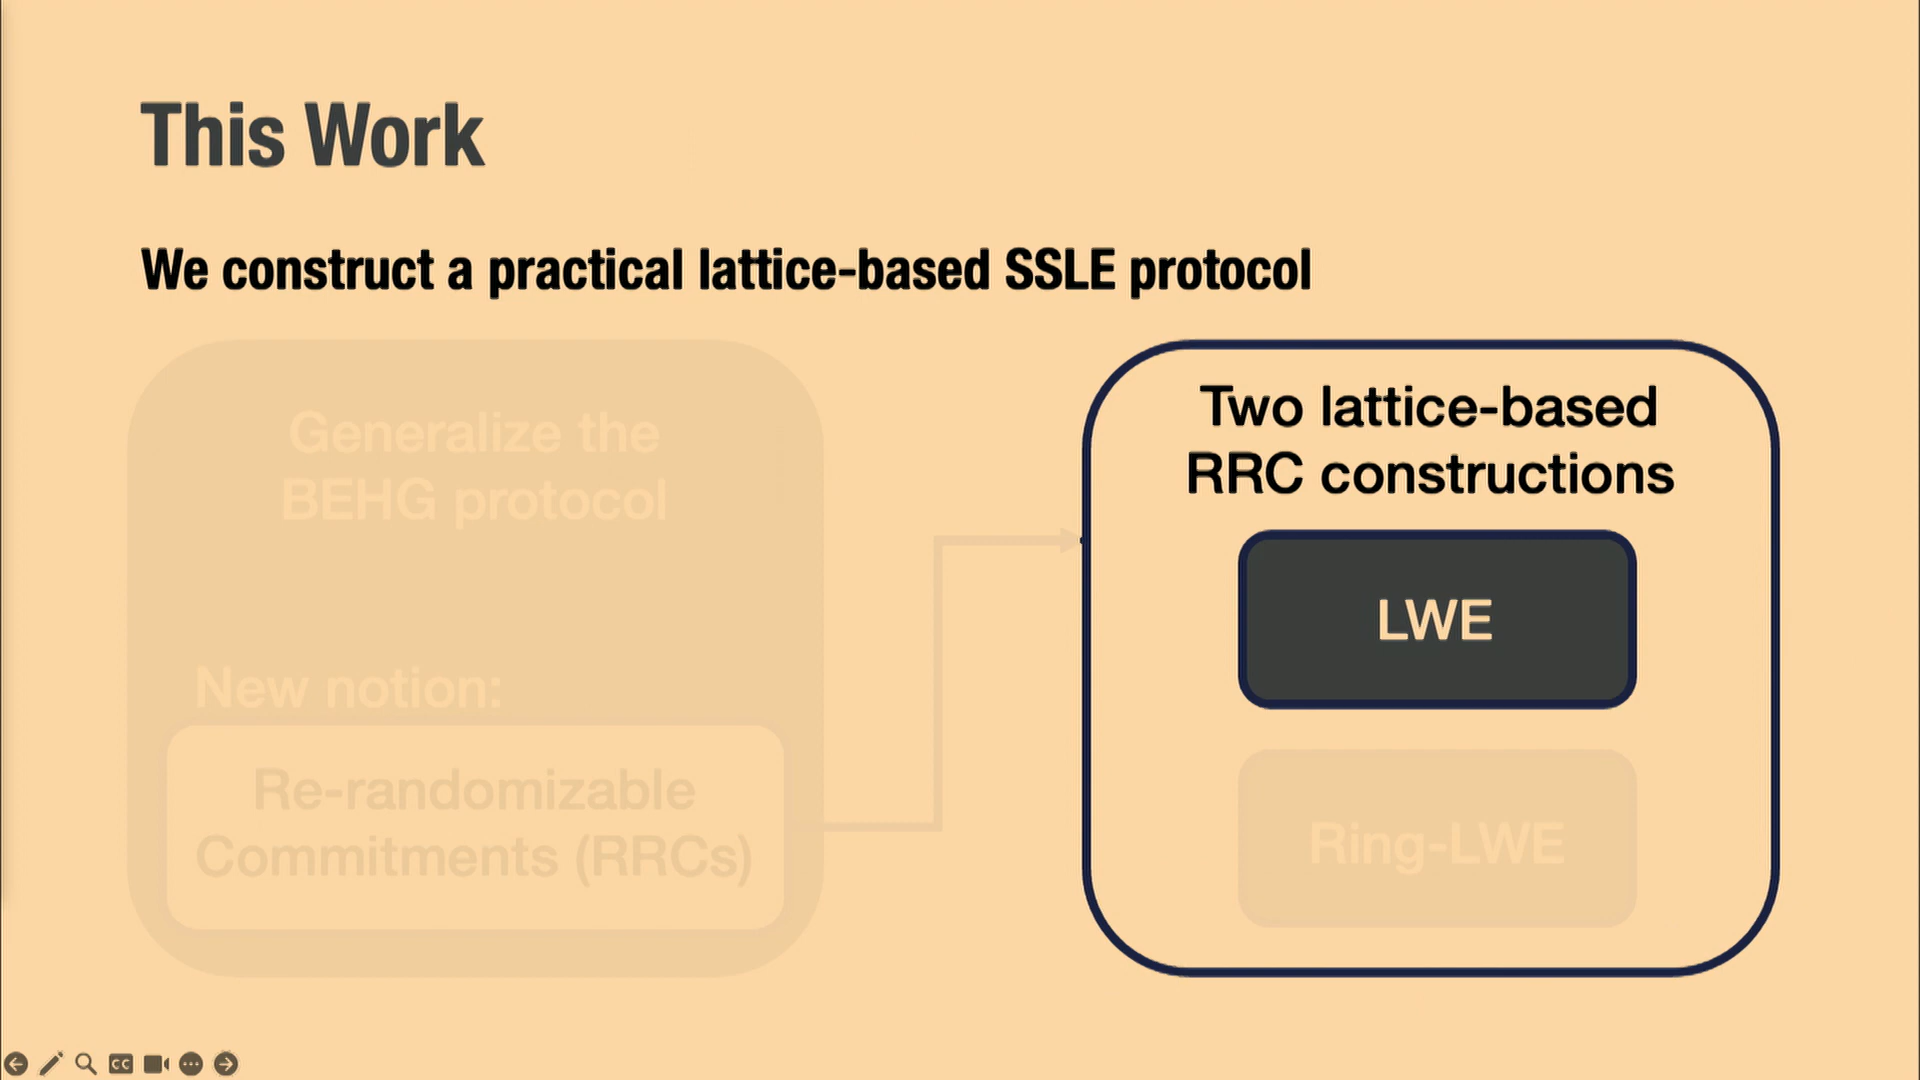 This Work
We construct a practical lattice-based SSLE protocol
Generalize the
BEHG protocol
New notion:
Re-randomizable
Commitments (RRCs)
Two lattice-based
RRC constructions
LWE
Ring-LWE
CC